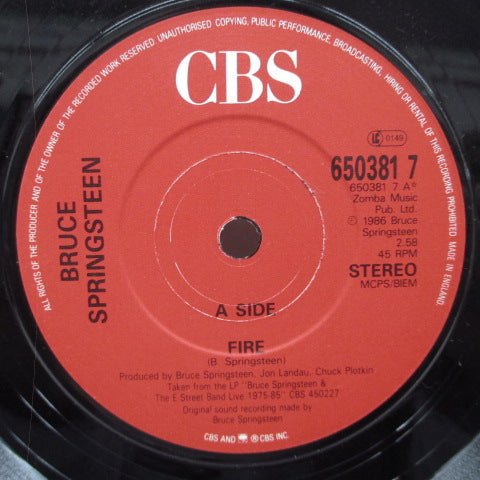 ALL RIGHTS OF THE PRODUCER AND OF THE OWNER OF THE RECORDED WORK RESERVED UNAUTHORISED COPYING, PUBLIC PERFORMANCE, BROADCASTING, HIRING OR RENTAL OF THIS RECORDING PROHIBITED MADE IN ENGLAND.
CBS
BRUCE
SPRINGSTEEN
LC 0149
650381 7
650381 7 A°
Zomba Music
Pub. Ltd.
℗ 1986 Bruce
Springsteen
2.58
45 RPM
STEREO
MCPS/BIEM
A SIDE
FIRE
(B. Springsteen)
Produced by Bruce Springsteen, Jon Landau, Chuck Plotkin
Taken from the LP "Bruce Springsteen &
The E Street Band Live 1975-85" CBS 450227
Original sound recording made by
Bruce Springsteen
CBS AND ® CBS INC.